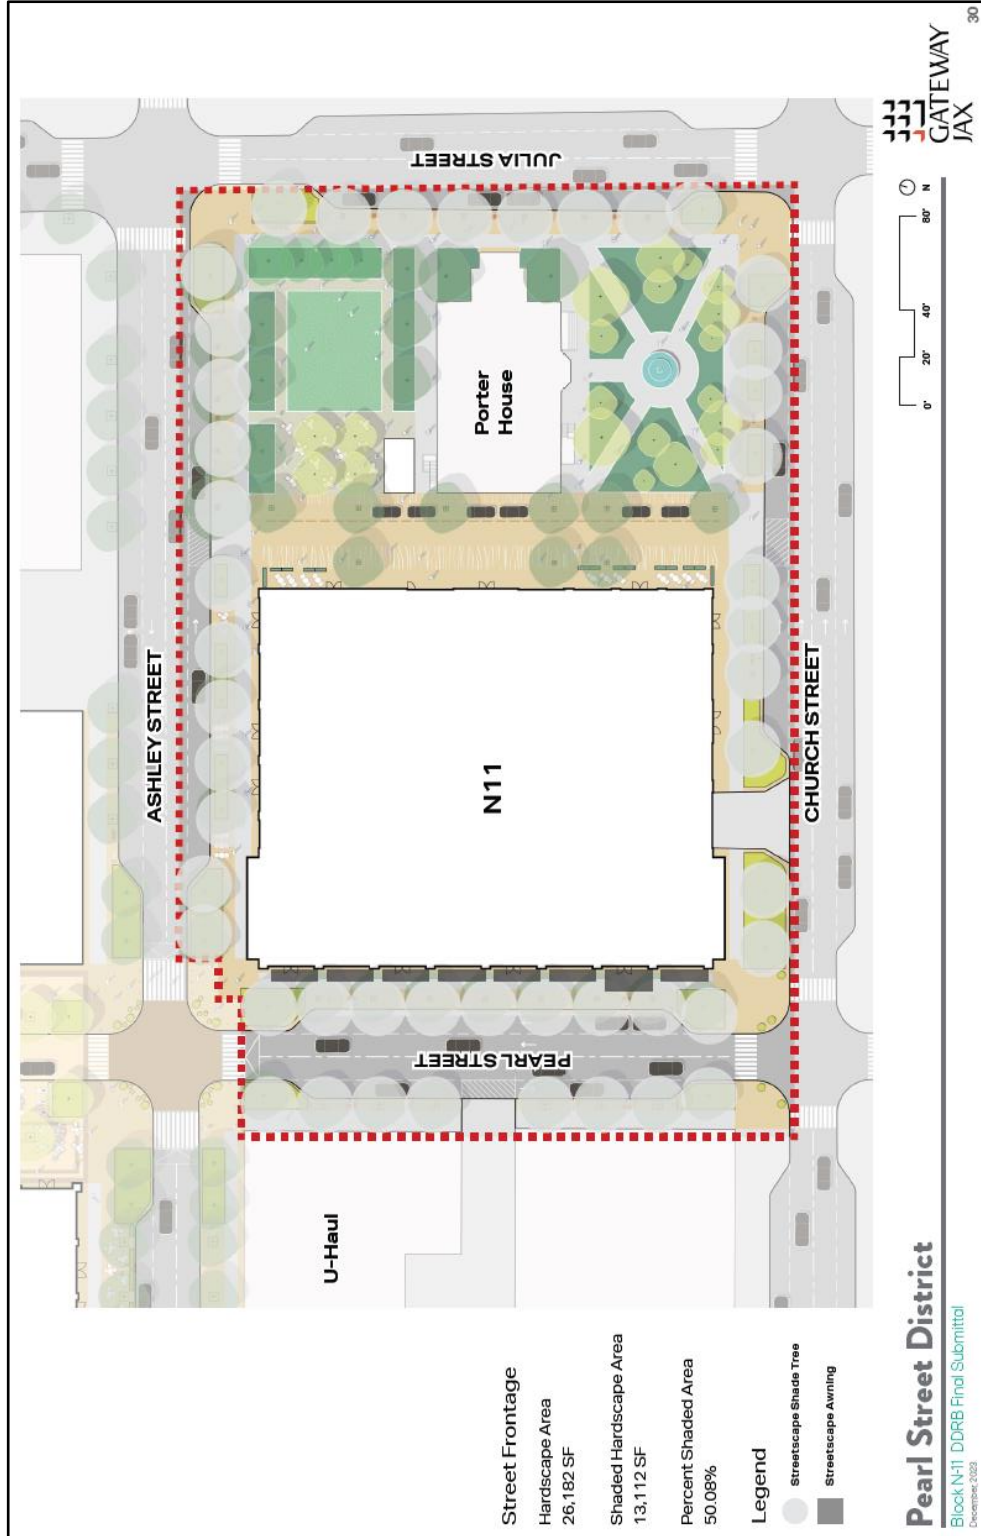 ASHLEY STREET
JULIA STREET
PEARL STREET
CHURCH STREET
U-Haul
N11
Porter
House
Street Frontage
Hardscape Area
26,182 SF
Shaded Hardscape Area
13,112 SF
Percent Shaded Area
50.08%
Legend
Streetscape Shade Tree
Streetscape Awning
0'
20'
40'
80'
N
Pearl Street District
Block N-11 DDRB Final Submittal
December, 2023
GATEWAY
JAX
30